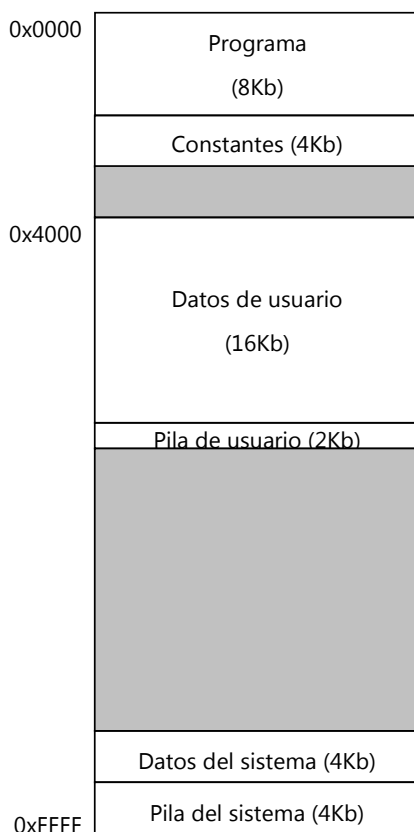 0x0000
Programa
(8Kb)
Constantes (4Kb)
0x4000
Datos de usuario
(16Kb)
Pila de usuario (2Kb)
Datos del sistema (4Kb)
Pila del sistema (4Kb)
0xFFFF